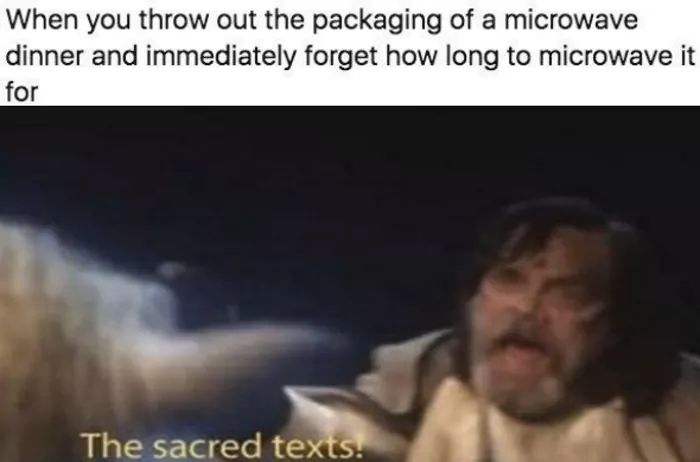 When you throw out the packaging of a microwave
dinner and immediately forget how long to microwave it
for
The sacred texts!